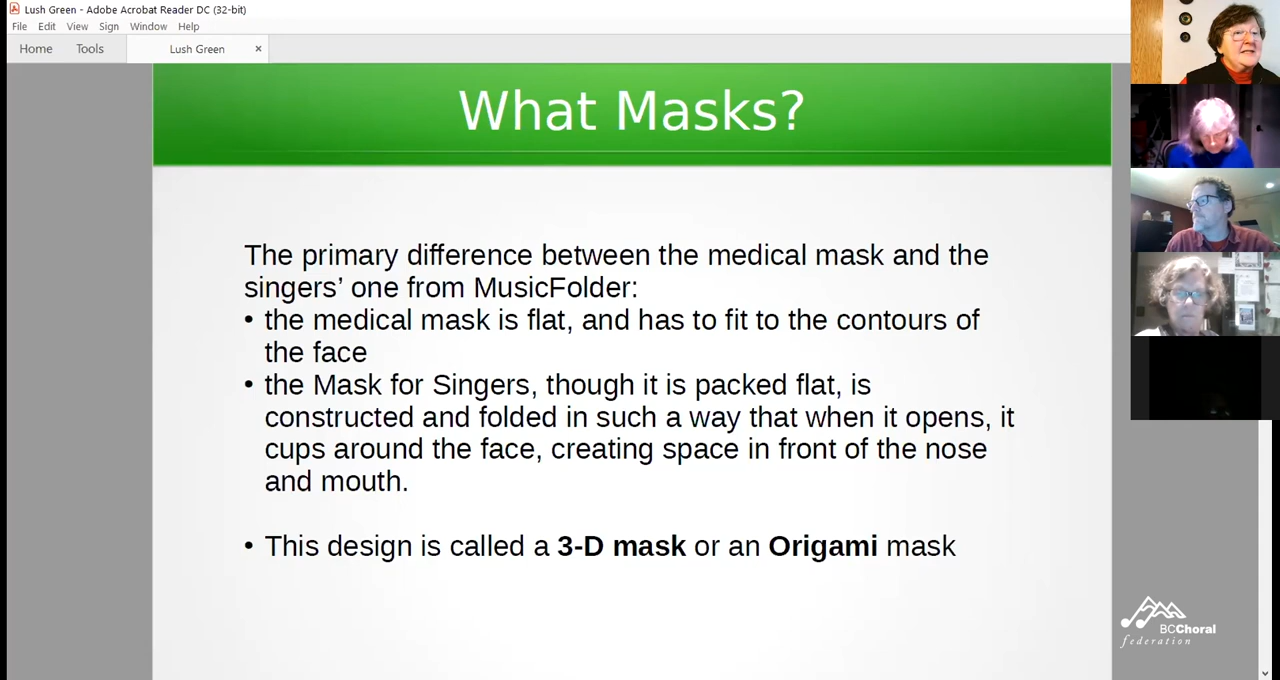 Lush Green - Adobe Acrobat Reader DC (32-bit)
File Edit View Sign Window Help
Home Tools Lush Green ×
What Masks?
The primary difference between the medical mask and the
singers’ one from MusicFolder:
• the medical mask is flat, and has to fit to the contours of
the face
• the Mask for Singers, though it is packed flat, is
constructed and folded in such a way that when it opens, it
cups around the face, creating space in front of the nose
and mouth.
• This design is called a 3-D mask or an Origami mask
BCChoral
federation